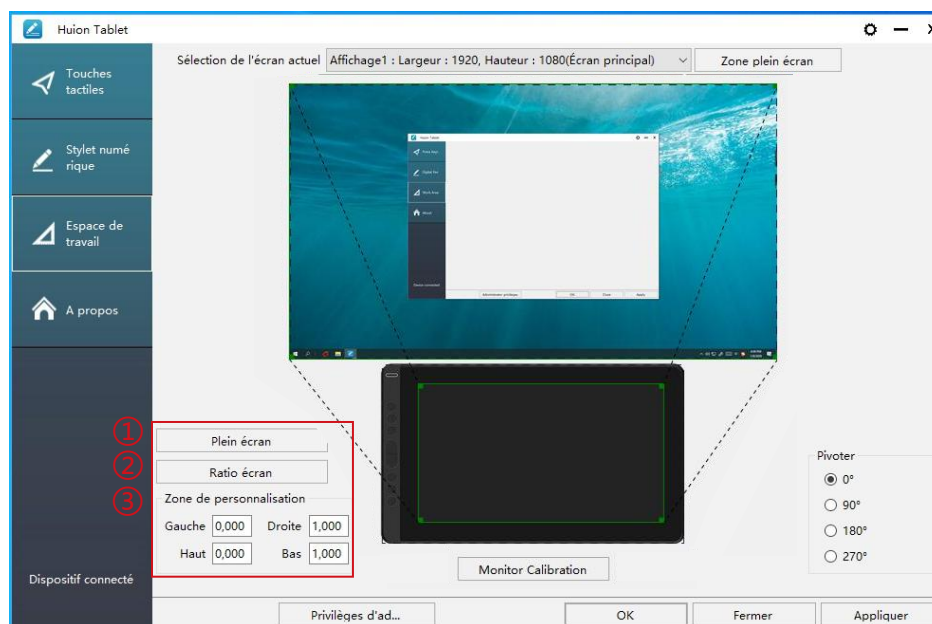 Huion Tablet
Sélection de l'écran actuel Affichage1 : Largeur : 1920, Hauteur : 1080(Écran principal) Zone plein écran
Touches
tactiles
Stylet numé
rique
Espace de
travail
A propos
Huion Tablet
① Plein écran
② Ratio écran
③ Zone de personnalisation
Gauche 0,000 Droite 1,000
Haut 0,000 Bas 1,000
Pivoter
0°
90°
180°
270°
Monitor Calibration
Dispositif connecté
Privilèges d'ad... OK Fermer Appliquer